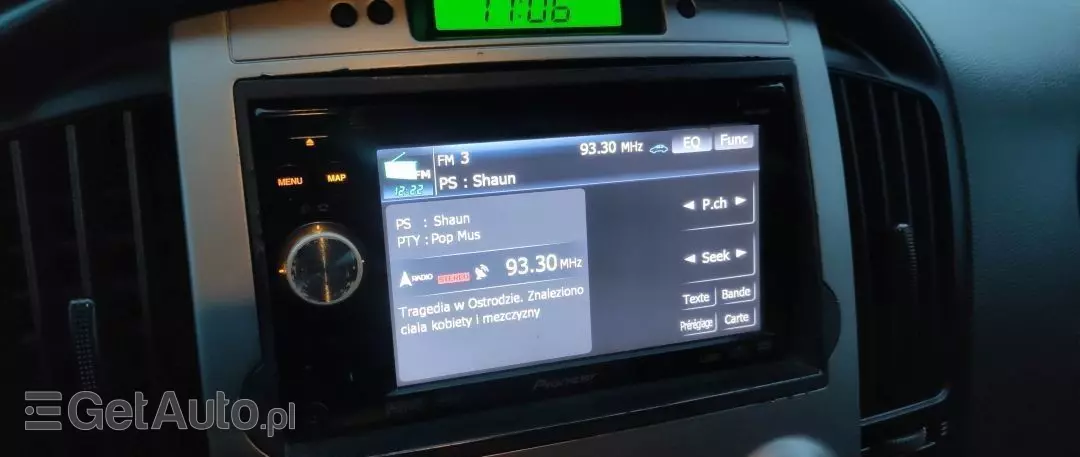 11:06
FM 3
93.30 MHz
EQ
Func
FM
12:22
PS : Shaun
MENU
MAP
PS : Shaun
PTY : Pop Mus
P.ch
RADIO
STEREO
93.30 MHz
Seek
Tragedia w Ostrodzie. Znaleziono
ciala kobiety i mezczyzny
Texte
Bande
Préréglage
Carte
Pioneer
GetAuto.pl